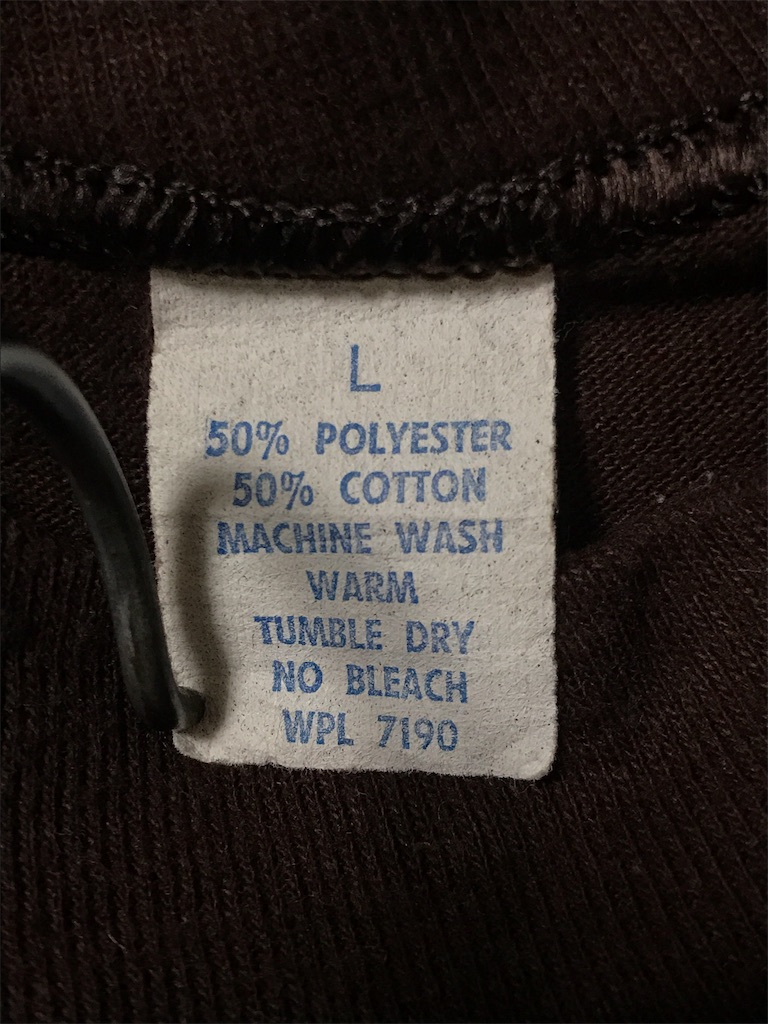 L
50% POLYESTER
50% COTTON
MACHINE WASH
WARM
TUMBLE DRY
NO BLEACH
WPL 7190